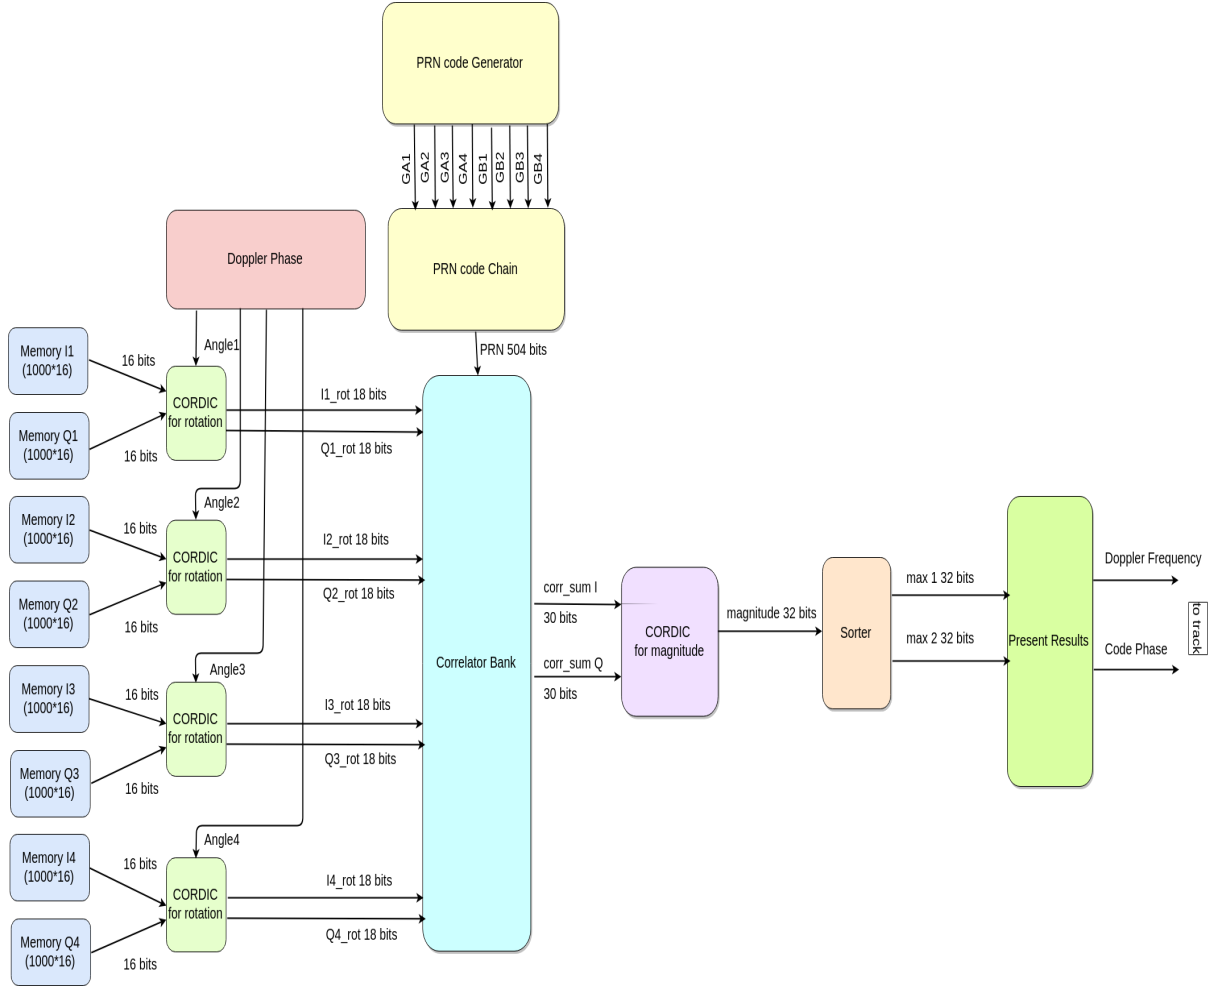 PRN code Generator
GA1
GA2
GA3
GA4
GB1
GB2
GB3
GB4
Doppler Phase
PRN code Chain
PRN 504 bits
Memory I1
(1000*16)
16 bits
Angle1
CORDIC
for rotation
I1_rot 18 bits
Memory Q1
(1000*16)
16 bits
Q1_rot 18 bits
Memory I2
(1000*16)
16 bits
Angle2
CORDIC
for rotation
I2_rot 18 bits
Memory Q2
(1000*16)
16 bits
Q2_rot 18 bits
Memory I3
(1000*16)
16 bits
Angle3
CORDIC
for rotation
I3_rot 18 bits
Memory Q3
(1000*16)
16 bits
Q3_rot 18 bits
Memory I4
(1000*16)
16 bits
Angle4
CORDIC
for rotation
I4_rot 18 bits
Memory Q4
(1000*16)
16 bits
Q4_rot 18 bits
Correlator Bank
corr_sum I
30 bits
corr_sum Q
30 bits
CORDIC
for magnitude
magnitude 32 bits
Sorter
max 1 32 bits
max 2 32 bits
Present Results
Doppler Frequency
Code Phase
to track